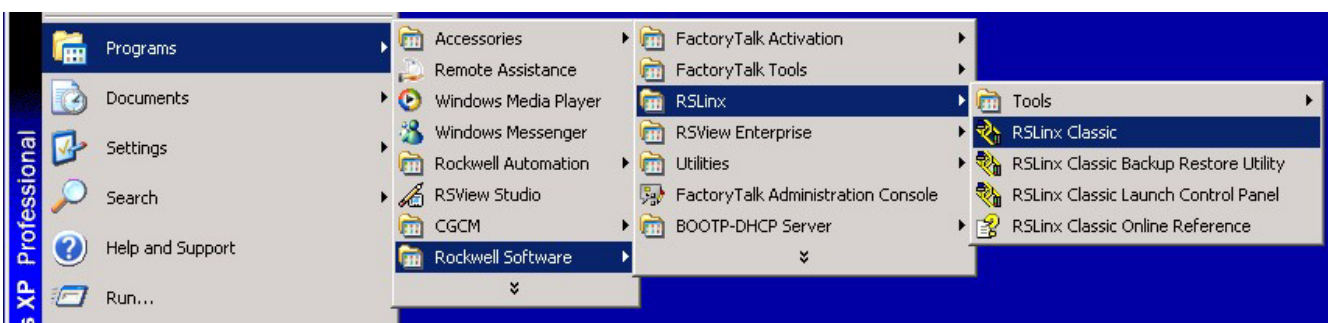 s XP Professional
Programs
Documents
Settings
Search
Help and Support
Run...
Accessories
Remote Assistance
Windows Media Player
Windows Messenger
Rockwell Automation
RSView Studio
CGCM
Rockwell Software
FactoryTalk Activation
FactoryTalk Tools
RSLinx
RSView Enterprise
Utilities
FactoryTalk Administration Console
BOOTP-DHCP Server
Tools
RSLinx Classic
RSLinx Classic Backup Restore Utility
RSLinx Classic Launch Control Panel
RSLinx Classic Online Reference